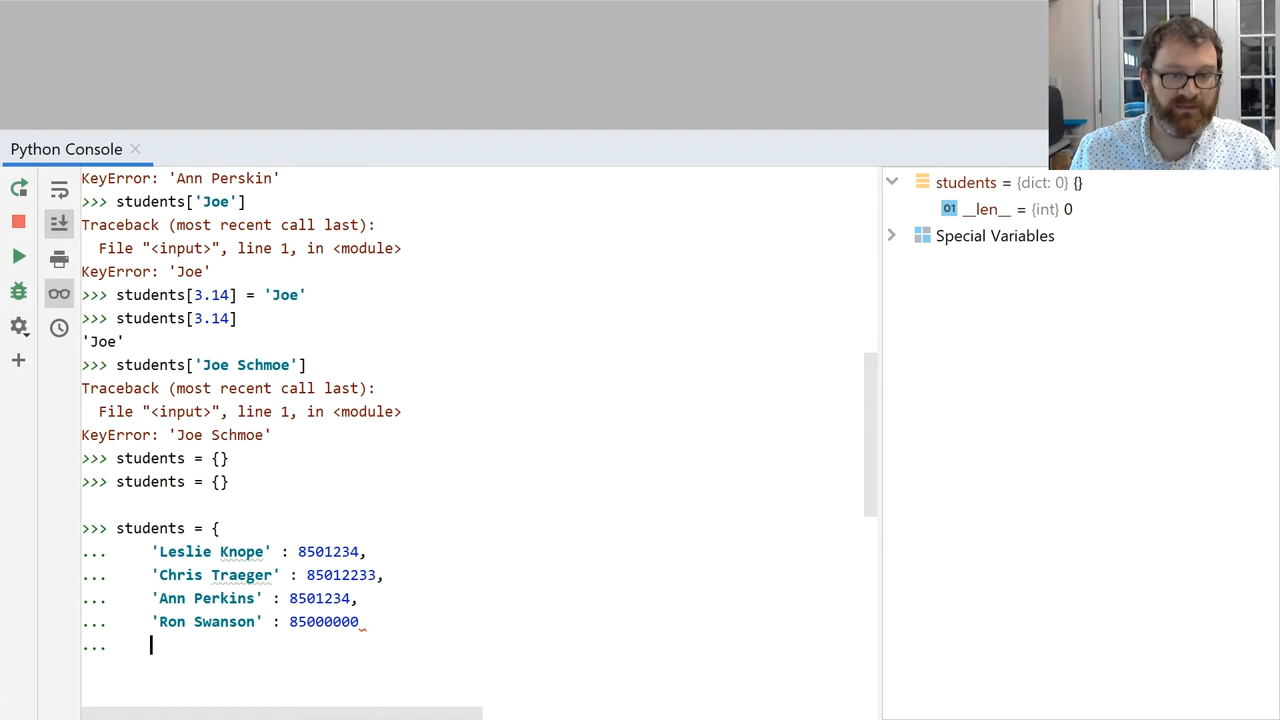 Python Console
KeyError: 'Ann Perskin'
>>> students['Joe']
Traceback (most recent call last):
  File "<input>", line 1, in <module>
KeyError: 'Joe'
>>> students[3.14] = 'Joe'
>>> students[3.14]
'Joe'
>>> students['Joe Schmoe']
Traceback (most recent call last):
  File "<input>", line 1, in <module>
KeyError: 'Joe Schmoe'
>>> students = {}
>>> students = {}
>>> students = {
...     'Leslie Knope' : 8501234,
...     'Chris Traeger' : 85012233,
...     'Ann Perkins' : 8501234,
...     'Ron Swanson' : 85000000
...
students = {dict: 0} {}
01 __len__ = {int} 0
Special Variables